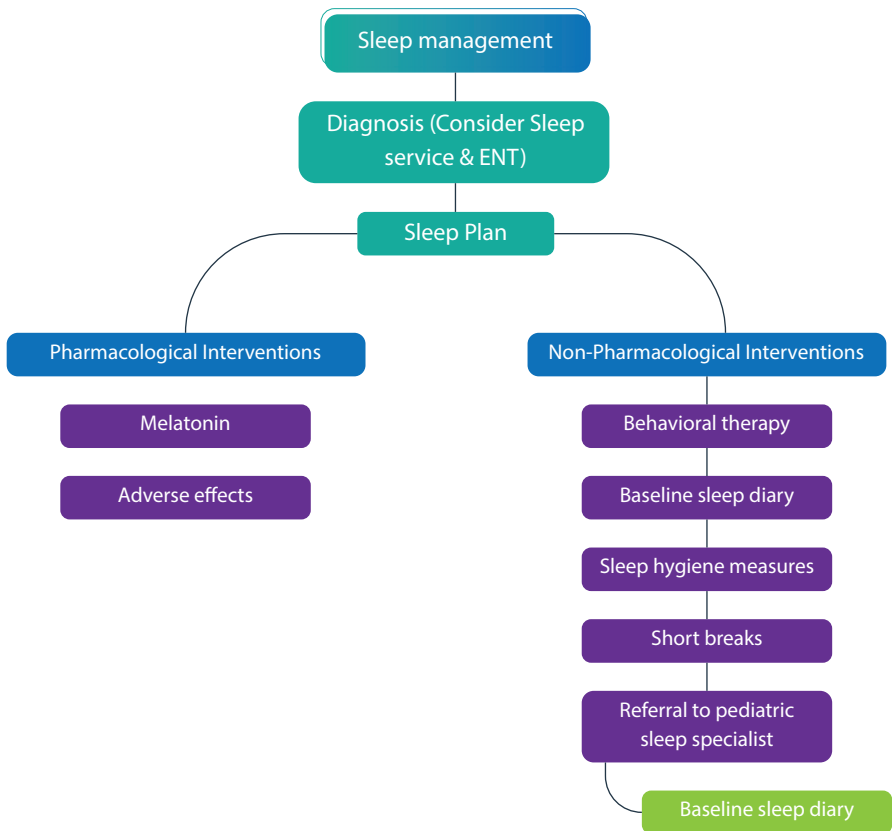 Sleep management
Diagnosis (Consider Sleep
service & ENT)
Sleep Plan
Pharmacological Interventions
Melatonin
Adverse effects
Non-Pharmacological Interventions
Behavioral therapy
Baseline sleep diary
Sleep hygiene measures
Short breaks
Referral to pediatric
sleep specialist
Baseline sleep diary